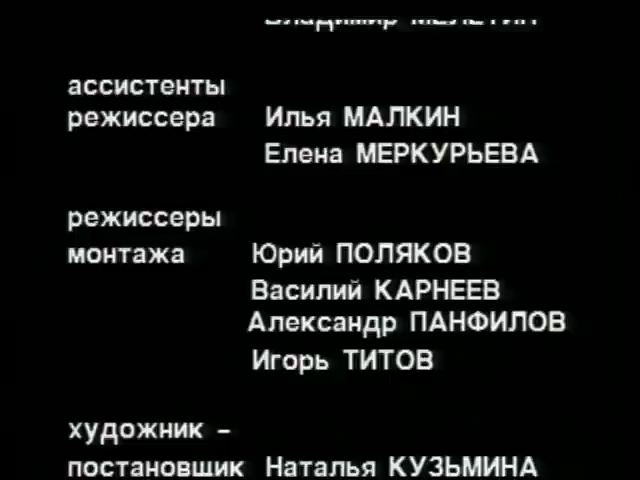 Владимир
ассистенты
режиссера Илья МАЛКИН
Елена МЕРКУРЬЕВА
режиссеры
монтажа Юрий ПОЛЯКОВ
Василий КАРНЕЕВ
Александр ПАНФИЛОВ
Игорь ТИТОВ
художник –
постановщик Наталья КУЗЬМИНА